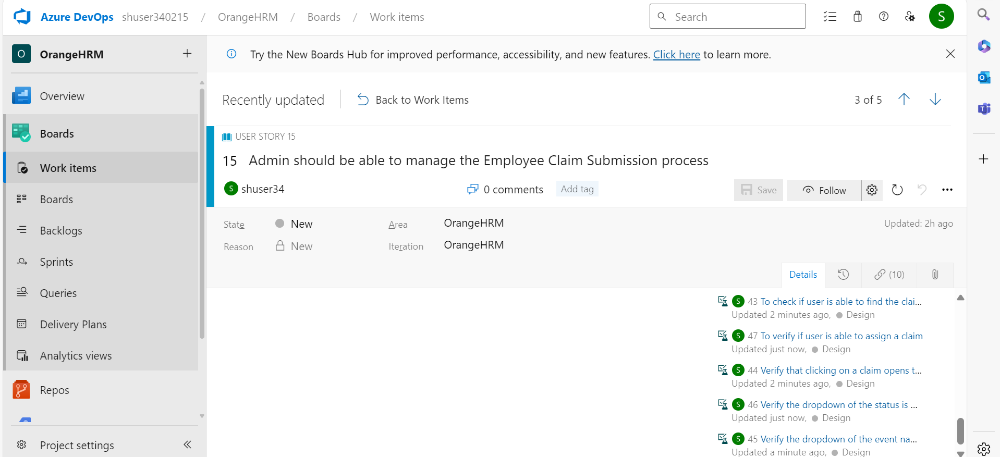 Azure DevOps shuser340215 / OrangeHRM / Boards / Work items
Search
S
O OrangeHRM
Overview
Boards
Work items
Boards
Backlogs
Sprints
Queries
Delivery Plans
Analytics views
Repos
Project settings
Try the New Boards Hub for improved performance, accessibility, and new features. Click here to learn more.
Recently updated Back to Work Items 3 of 5
USER STORY 15
15 Admin should be able to manage the Employee Claim Submission process
S shuser34 0 comments Add tag Save Follow
State New Area OrangeHRM Updated: 2h ago
Reason New Iteration OrangeHRM
Details (10)
S 43 To check if user is able to find the clai...
Updated 2 minutes ago, Design
S 47 To verify if user is able to assign a claim
Updated just now, Design
S 44 Verify that clicking on a claim opens t...
Updated 2 minutes ago, Design
S 46 Verify the dropdown of the status is ...
Updated just now, Design
S 45 Verify the dropdown of the event na...
Updated a minute ago, Design